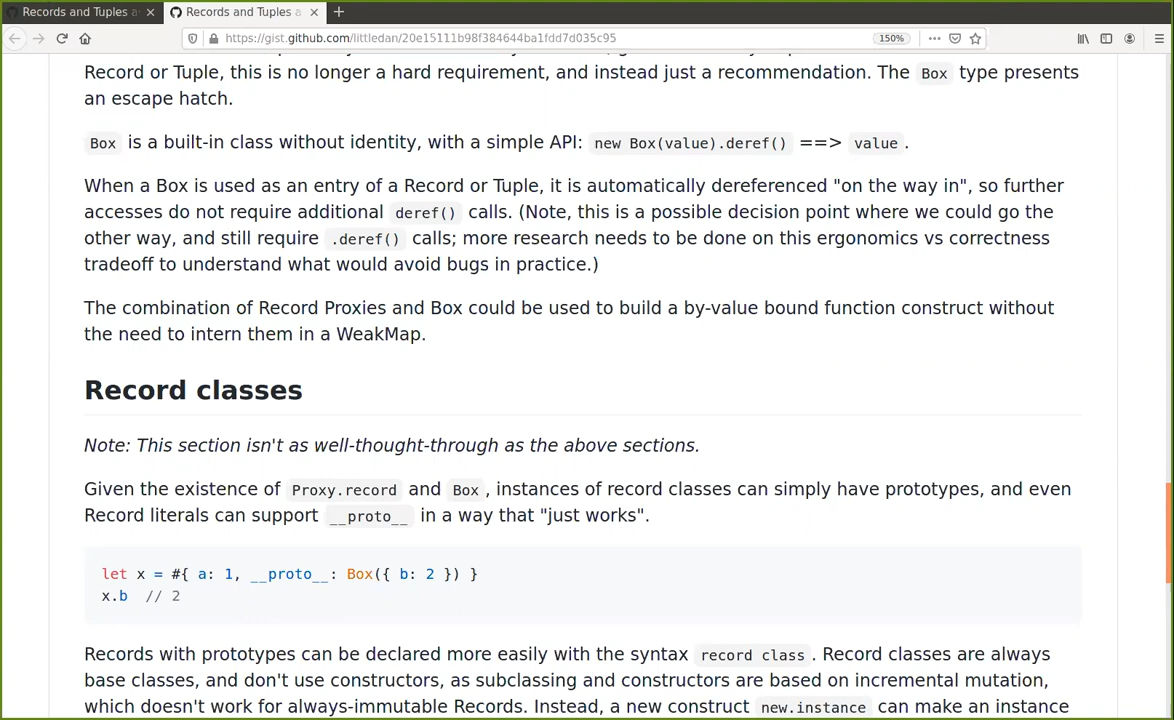 Records and Tuples a
Records and Tuples a
https://gist.github.com/littledan/20e15111b98f384644ba1fdd7d035c95
150%
Record or Tuple, this is no longer a hard requirement, and instead just a recommendation. The Box type presents
an escape hatch.
Box is a built-in class without identity, with a simple API: new Box(value).deref() ==> value .
When a Box is used as an entry of a Record or Tuple, it is automatically dereferenced "on the way in", so further
accesses do not require additional deref() calls. (Note, this is a possible decision point where we could go the
other way, and still require .deref() calls; more research needs to be done on this ergonomics vs correctness
tradeoff to understand what would avoid bugs in practice.)
The combination of Record Proxies and Box could be used to build a by-value bound function construct without
the need to intern them in a WeakMap.
Record classes
Note: This section isn't as well-thought-through as the above sections.
Given the existence of Proxy.record and Box , instances of record classes can simply have prototypes, and even
Record literals can support __proto__ in a way that "just works".
let x = #{ a: 1, __proto__: Box({ b: 2 }) }
x.b // 2
Records with prototypes can be declared more easily with the syntax record class . Record classes are always
base classes, and don't use constructors, as subclassing and constructors are based on incremental mutation,
which doesn't work for always-immutable Records. Instead, a new construct new.instance can make an instance